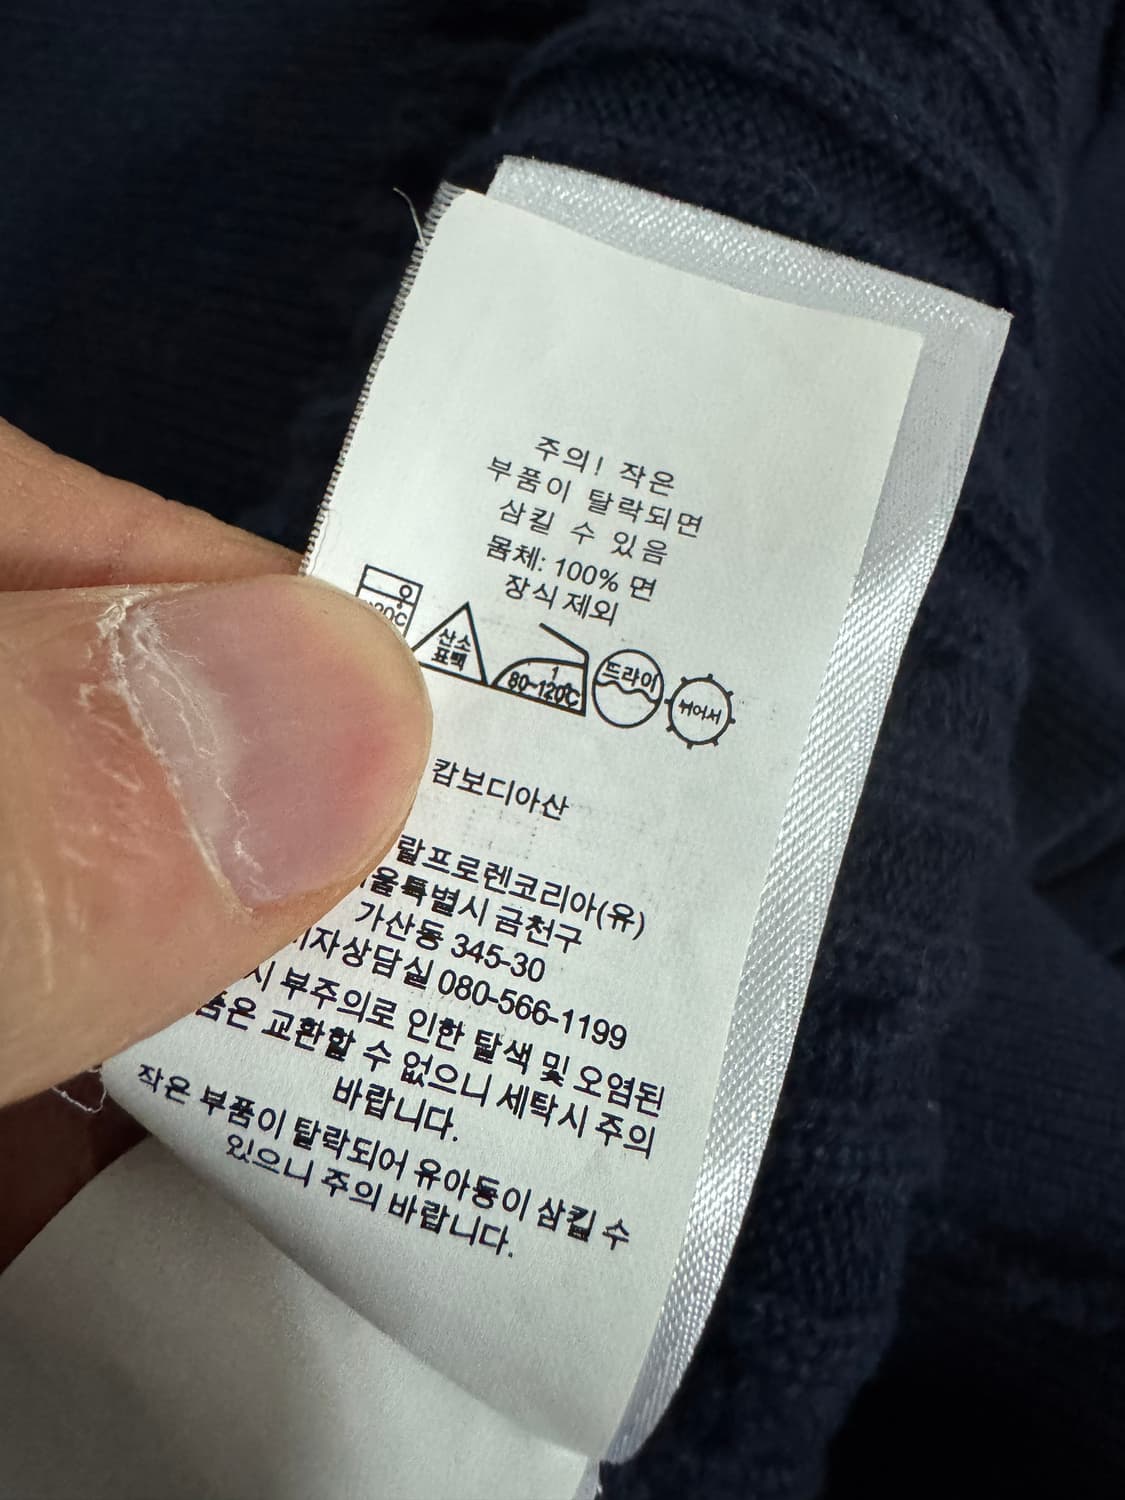 주의! 작은
부품이 탈락되면
삼킬 수 있음
몸체: 100% 면
장식 제외
산소
표백
1
80~120℃
드라이
뉘어서
캄보디아산
랄프로렌코리아(유)
금천구
가산동 345-30
080-566-1199
부주의로 인한 탈색 및 오염된
교환할 수 없으니 세탁시 주의
바랍니다.
작은 부품이 탈락되어 유아동이 삼킬 수
있으니 주의 바랍니다.